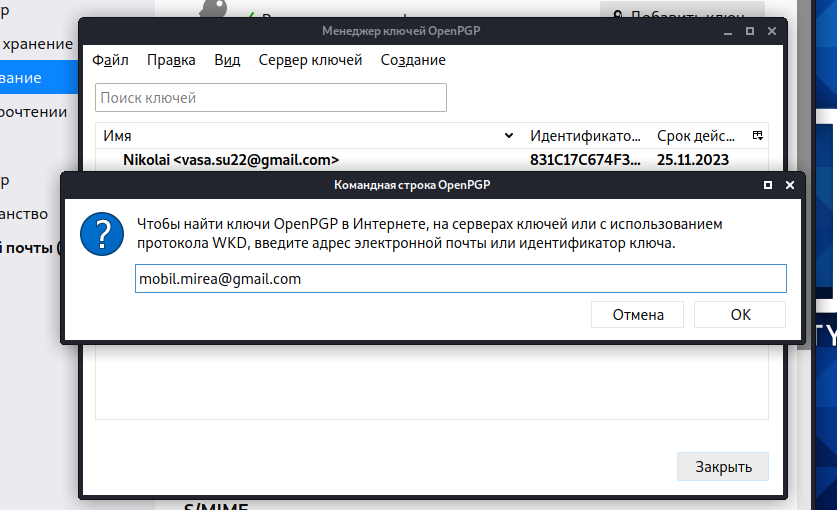 хранение
вание
рочтении
анство
й почты (
Добавить ключ
Менеджер ключей OpenPGP
Файл Правка Вид Сервер ключей Создание
Поиск ключей
Имя Идентификато... Срок дейс...
Nikolai <vasa.su22@gmail.com> 831C17C674F3... 25.11.2023
Командная строка OpenPGP
Чтобы найти ключи OpenPGP в Интернете, на серверах ключей или с использованием
протокола WKD, введите адрес электронной почты или идентификатор ключа.
mobil.mirea@gmail.com
Отмена OK
Закрыть
S/MIME
TY